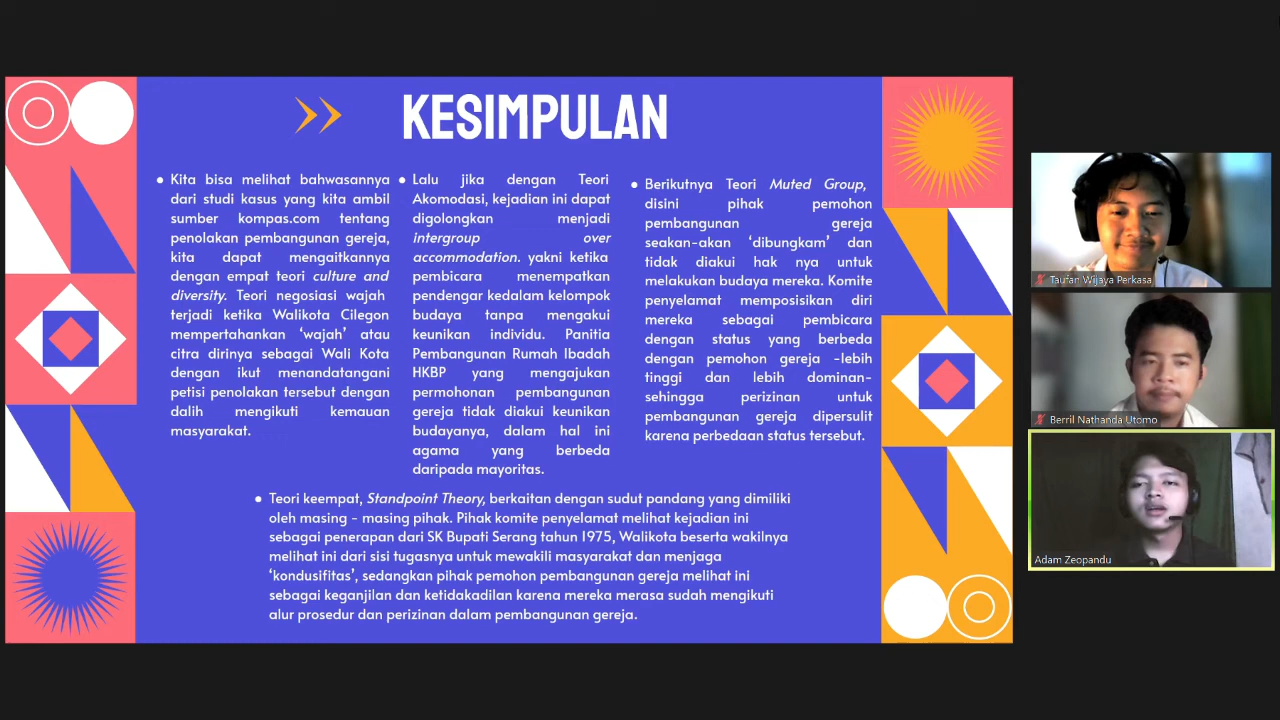 KESIMPULAN
Kita bisa melihat bahwasannya
dari studi kasus yang kita ambil
sumber kompas.com tentang
penolakan pembangunan gereja,
kita dapat mengaitkannya
dengan empat teori culture and
diversity. Teori negosiasi wajah
terjadi ketika Walikota Cilegon
mempertahankan ‘wajah’ atau
citra dirinya sebagai Wali Kota
dengan ikut menandatangani
petisi penolakan tersebut dengan
dalih mengikuti kemauan
masyarakat.
Lalu jika dengan Teori
Akomodasi, kejadian ini dapat
digolongkan menjadi
intergroup over
accommodation. yakni ketika
pembicara menempatkan
pendengar kedalam kelompok
budaya tanpa mengakui
keunikan individu. Panitia
Pembangunan Rumah Ibadah
HKBP yang mengajukan
permohonan pembangunan
gereja tidak diakui keunikan
budayanya, dalam hal ini
agama yang berbeda
daripada mayoritas.
Berikutnya Teori Muted Group,
disini pihak pemohon
pembangunan gereja
seakan-akan ‘dibungkam’ dan
tidak diakui hak nya untuk
melakukan budaya mereka. Komite
penyelamat memposisikan diri
mereka sebagai pembicara
dengan status yang berbeda
dengan pemohon gereja -lebih
tinggi dan lebih dominan-
sehingga perizinan untuk
pembangunan gereja dipersulit
karena perbedaan status tersebut.
Teori keempat, Standpoint Theory, berkaitan dengan sudut pandang yang dimiliki
oleh masing - masing pihak. Pihak komite penyelamat melihat kejadian ini
sebagai penerapan dari SK Bupati Serang tahun 1975, Walikota beserta wakilnya
melihat ini dari sisi tugasnya untuk mewakili masyarakat dan menjaga
‘kondusifitas’, sedangkan pihak pemohon pembangunan gereja melihat ini
sebagai keganjilan dan ketidakadilan karena mereka merasa sudah mengikuti
alur prosedur dan perizinan dalam pembangunan gereja.
Taufan Wijaya Perkasa
Berril Nathanda Utomo
Adam Zeopandu